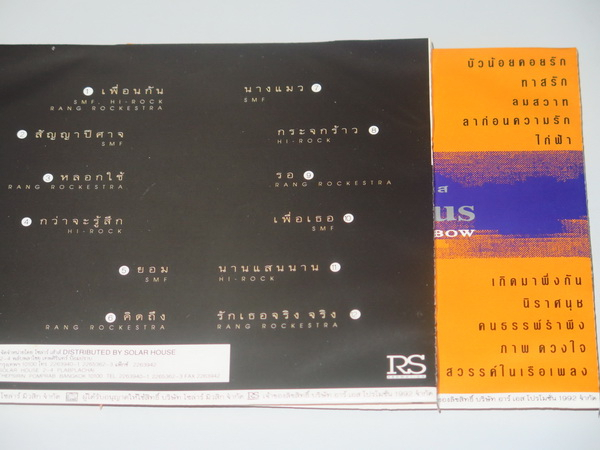 1 เพื่อนกัน
SMF, HI-ROCK
RANG ROCKESTRA
2 สัญญาปีศาจ
SMF
3 หลอกใช้
RANG ROCKESTRA
4 กว่าจะรู้สึก
HI-ROCK
5 ยอม
SMF
6 คิดถึง
RANG ROCKESTRA
นางแมว 7
SMF
กระจกร้าว 8
HI-ROCK
รอ 9
RANG ROCKESTRA
เพื่อเธอ 10
SMF
นานแสนนาน 11
HI-ROCK
รักเธอจริง จริง 12
RANG ROCKESTRA
DISTRIBUTED BY SOLAR HOUSE
RS
บัวน้อยคอยรัก
ทาสรัก
ลมสวาท
ลาก่อนความรัก
ไก่ฟ้า
ส
us
BOW
เกิดมาพึ่งกัน
นิราศนุช
คนธรรพ์รำพึง
ภาพดวงใจ
สวรรค์ในเรือเพลง